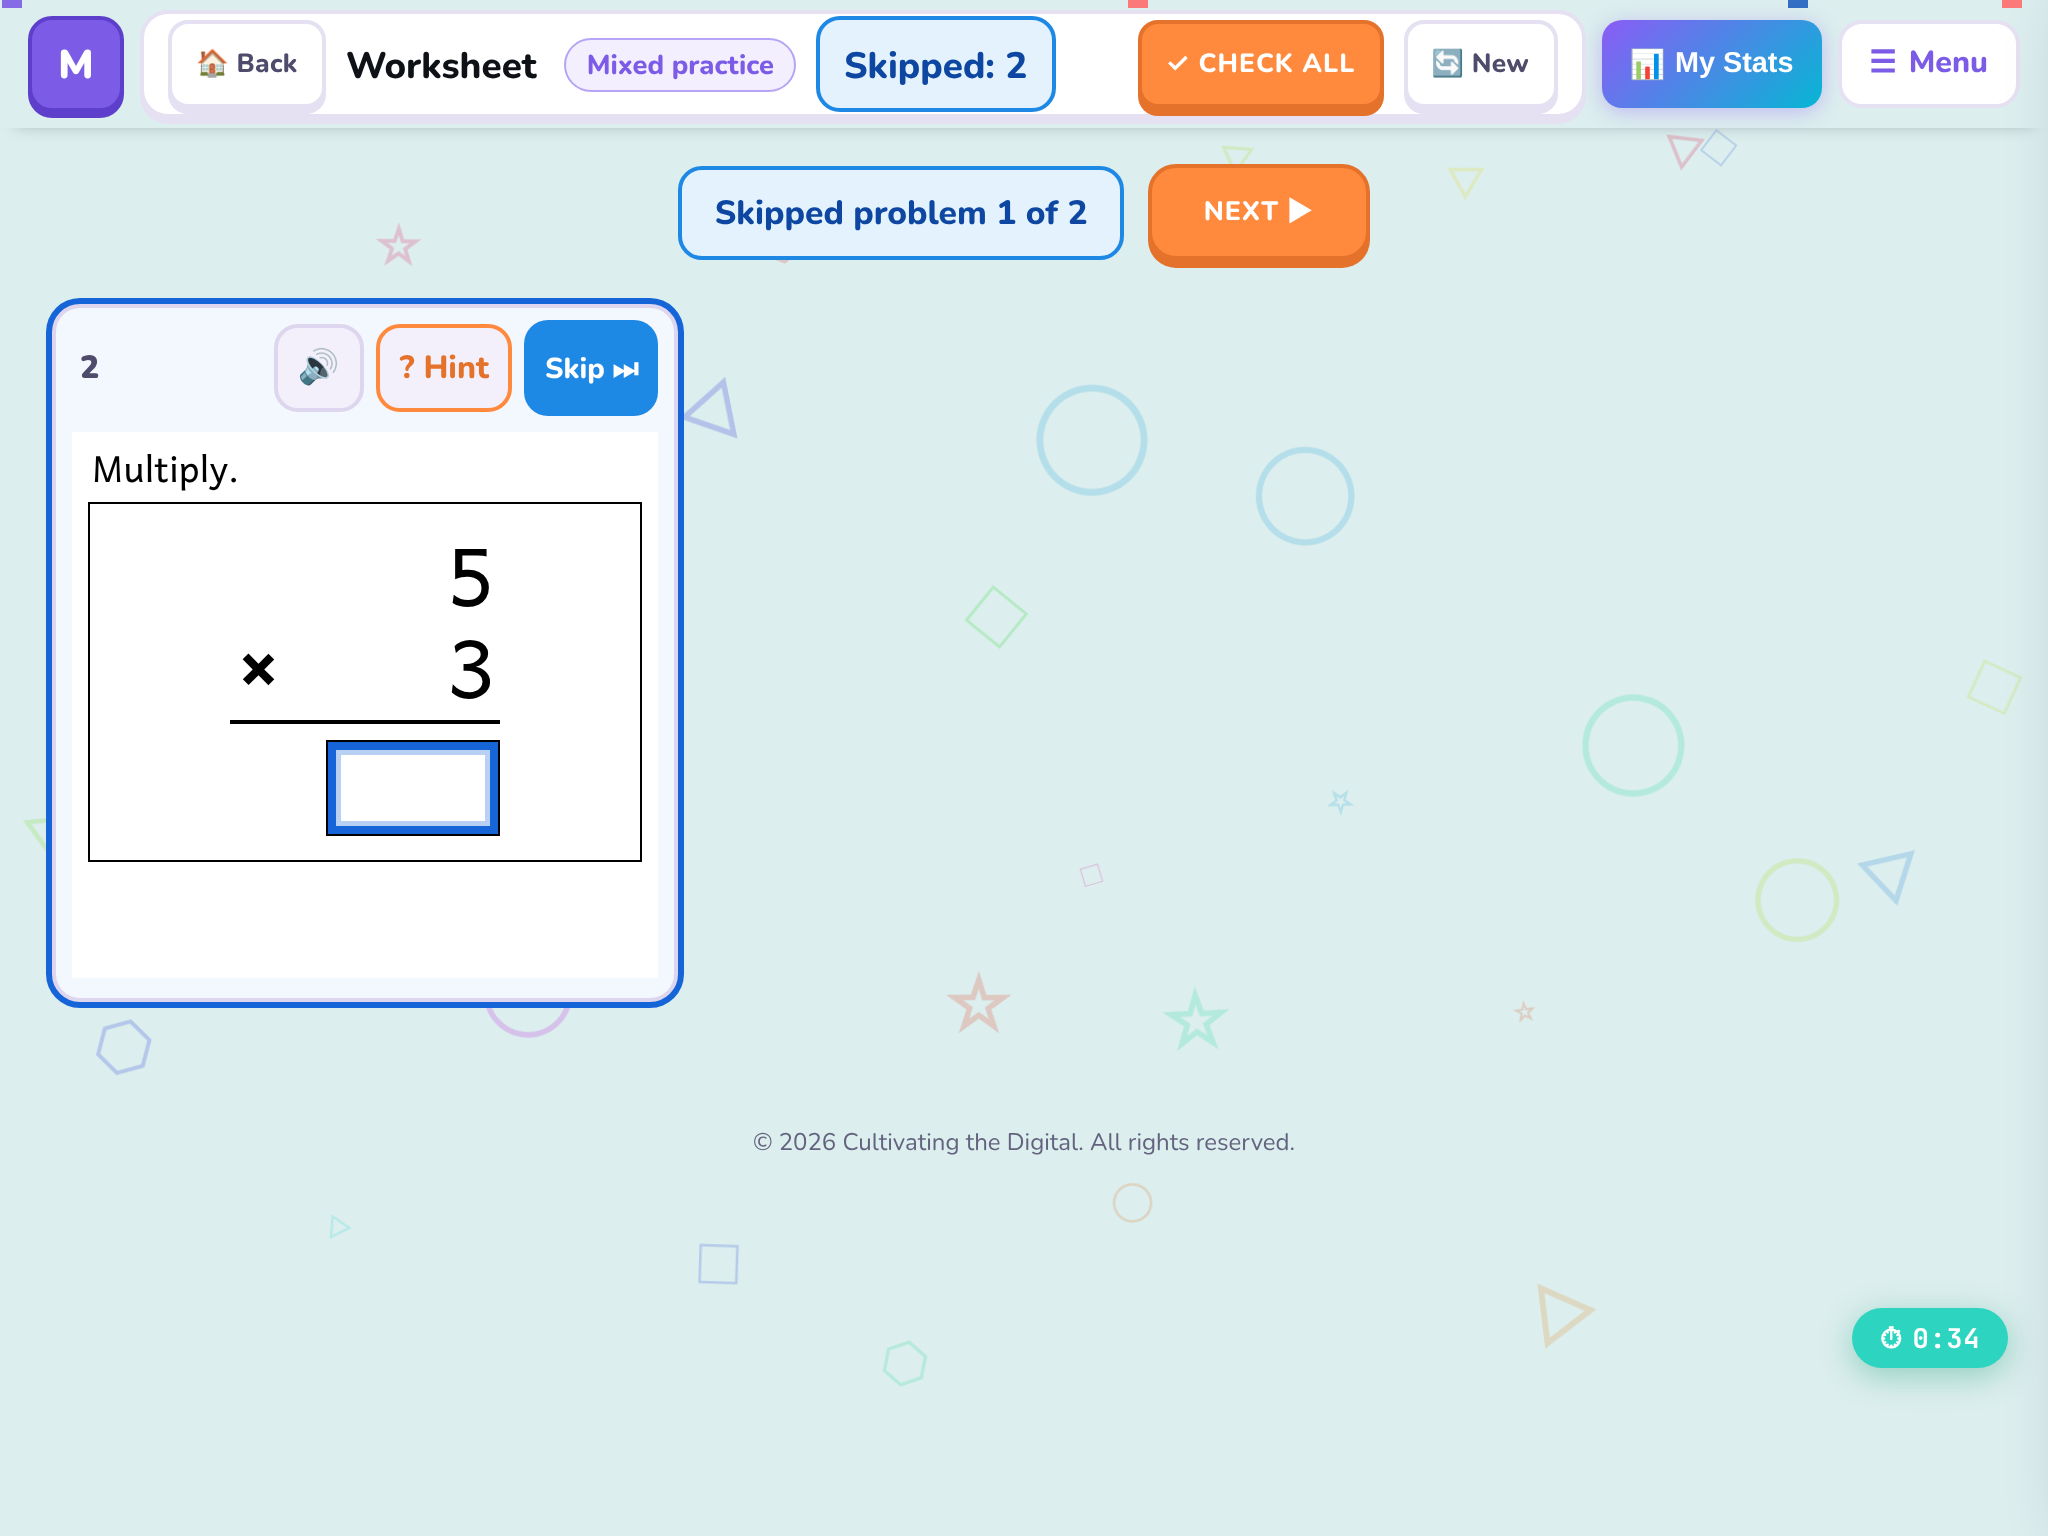 M
Back
Worksheet
Mixed practice
Skipped: 2
✓ CHECK ALL
New
My Stats
☰ Menu
Skipped problem 1 of 2
NEXT ▶
2
? Hint
Skip ⏭
Multiply.
5
× 3
© 2026 Cultivating the Digital. All rights reserved.
⏱ 0:34